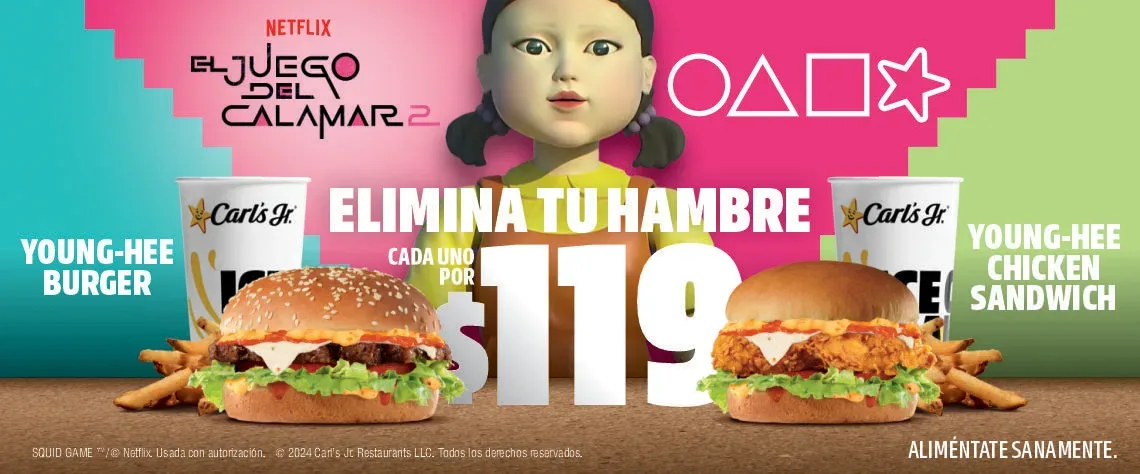 NETFLIX
EL JUEGO
DEL
CALAMAR 2
ELIMINA TU HAMBRE
CADA UNO
POR
$119
YOUNG-HEE
BURGER
Carl's Jr.
Carl's Jr.
YOUNG-HEE
CHICKEN
SANDWICH
SQUID GAME ™/© Netflix. Usada con autorización. © 2024 Carl's Jr. Restaurants LLC. Todos los derechos reservados.
ALIMÉNTATE SANAMENTE.